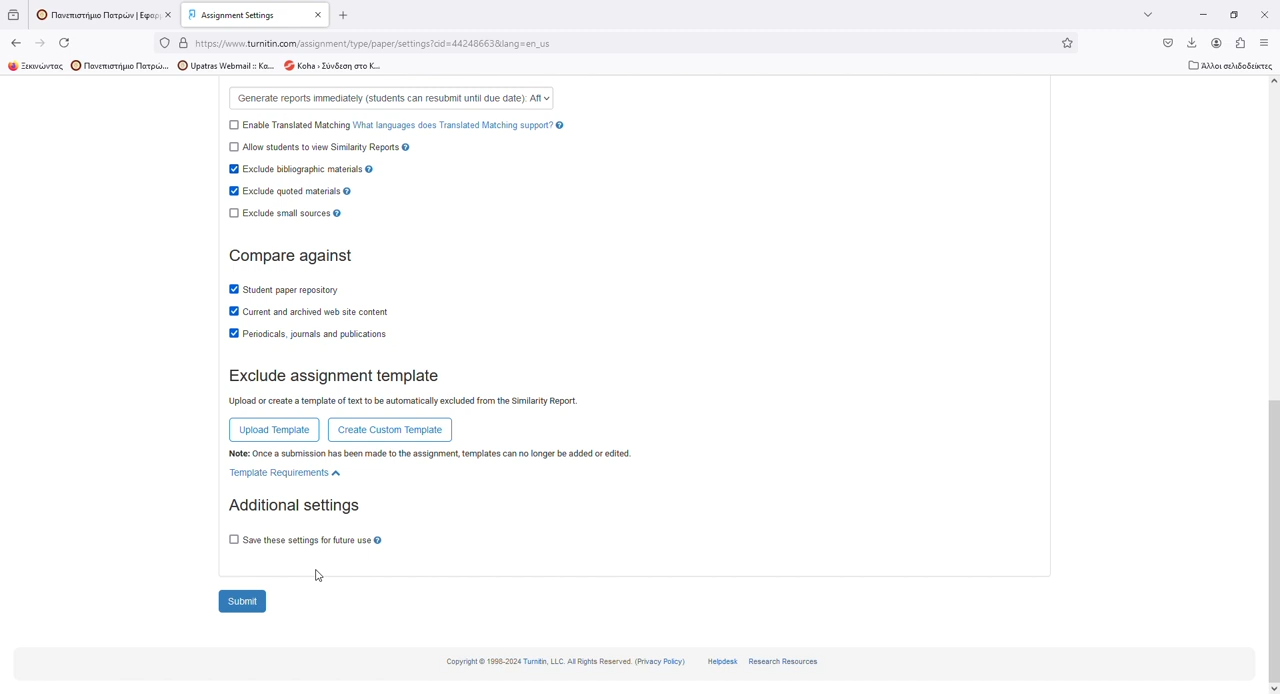 Πανεπιστήμιο Πατρών | Εφαρ
Assignment Settings
https://www.turnitin.com/assignment/type/paper/settings?cid=44248663&lang=en_us
Ξεκινώντας
Πανεπιστήμιο Πατρώ...
Upatras Webmail :: Κα...
Koha › Σύνδεση στο Κ...
Άλλοι σελιδοδείκτες
Generate reports immediately (students can resubmit until due date): Aft
Enable Translated Matching What languages does Translated Matching support?
Allow students to view Similarity Reports
Exclude bibliographic materials
Exclude quoted materials
Exclude small sources
Compare against
Student paper repository
Current and archived web site content
Periodicals, journals and publications
Exclude assignment template
Upload or create a template of text to be automatically excluded from the Similarity Report.
Upload Template
Create Custom Template
Note: Once a submission has been made to the assignment, templates can no longer be added or edited.
Template Requirements
Additional settings
Save these settings for future use
Submit
Copyright © 1998-2024 Turnitin, LLC. All Rights Reserved. (Privacy Policy)
Helpdesk
Research Resources